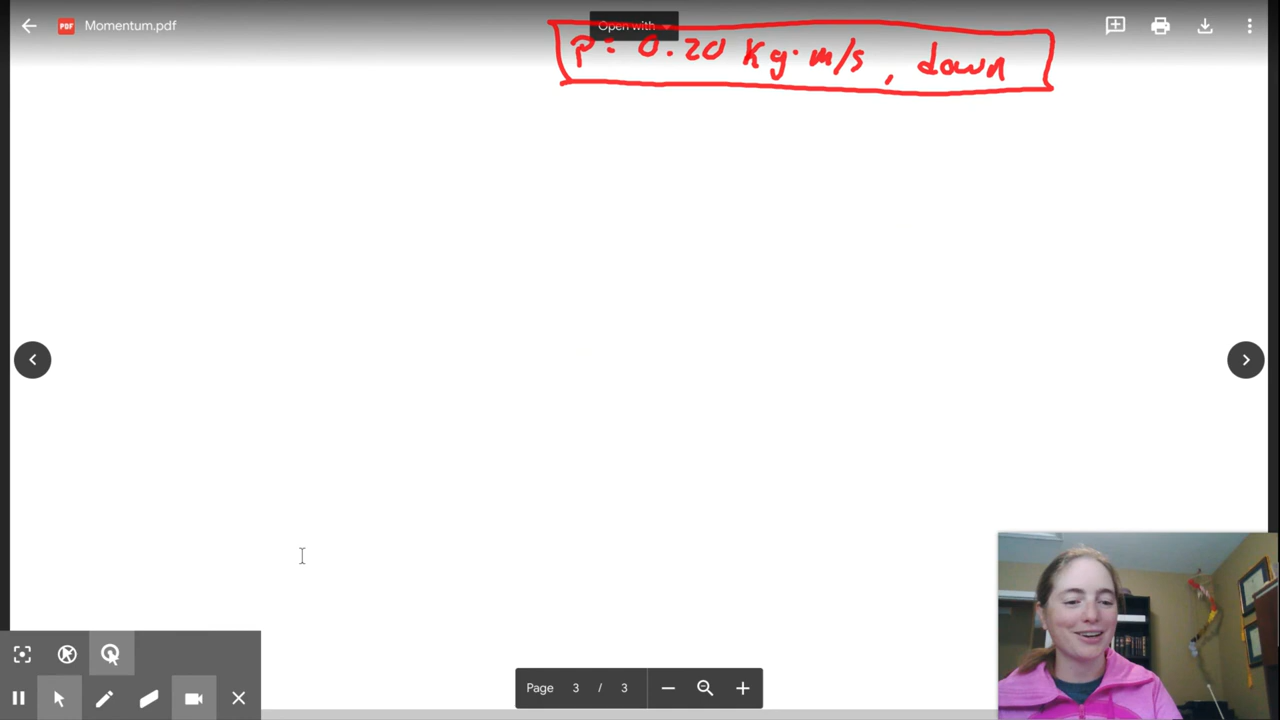 Momentum.pdf
Open with
P = 0.20 Kg·m/s, down
Page 3 / 3